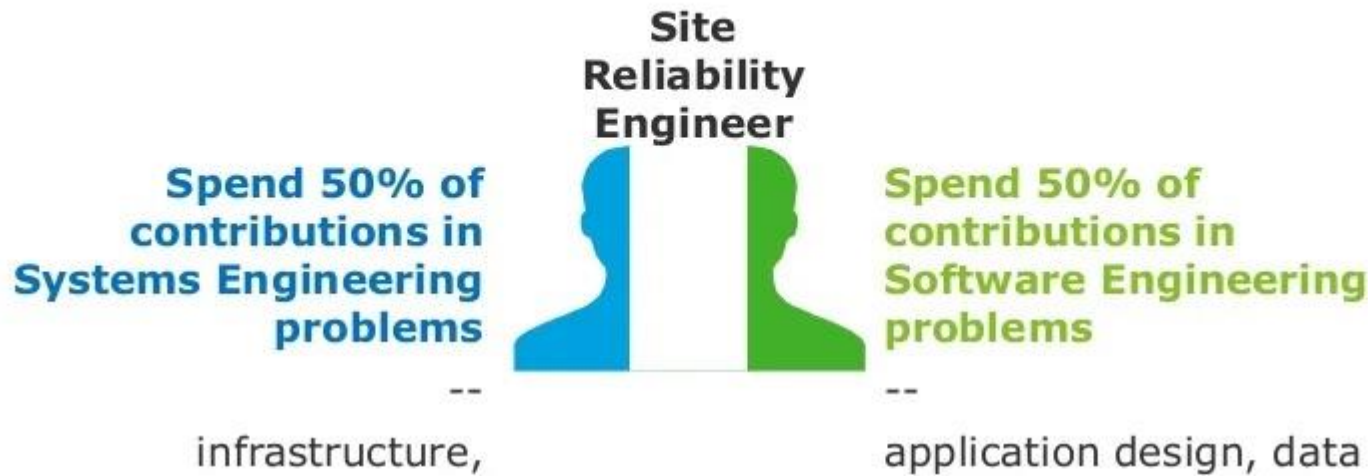 Site
Reliability
Engineer
Spend 50% of
contributions in
Systems Engineering
problems
--
infrastructure,
Spend 50% of
contributions in
Software Engineering
problems
--
application design, data